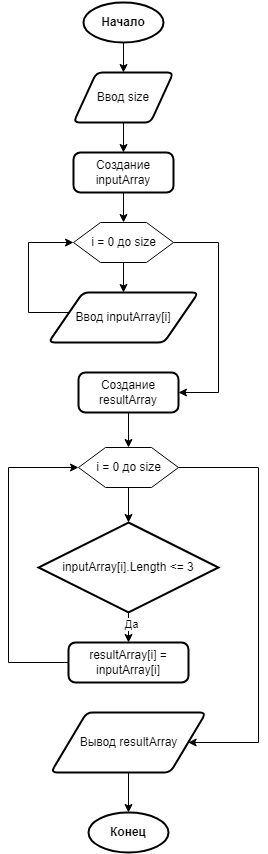 Начало
Ввод size
Создание
inputArray
i = 0 до size
Ввод inputArray[i]
Создание
resultArray
i = 0 до size
inputArray[i].Length <= 3
Да
resultArray[i] =
inputArray[i]
Вывод resultArray
Конец